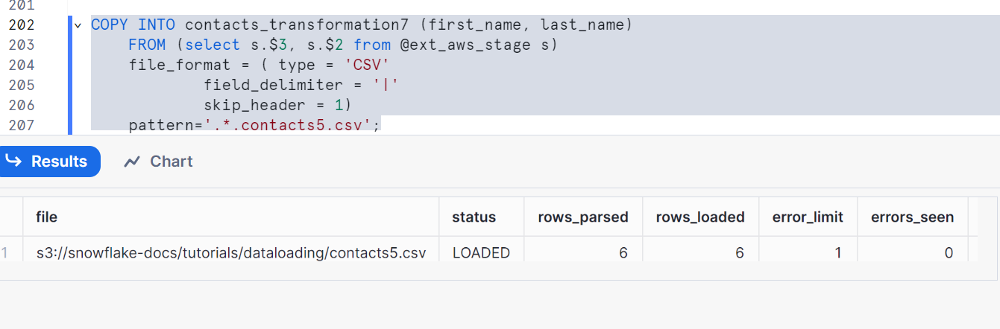 201
202 COPY INTO contacts_transformation7 (first_name, last_name)
203 FROM (select s.$3, s.$2 from @ext_aws_stage s)
204 file_format = ( type = 'CSV'
205 field_delimiter = '|'
206 skip_header = 1)
207 pattern='.*.contacts5.csv';
Results Chart
file status rows_parsed rows_loaded error_limit errors_seen
1 s3://snowflake-docs/tutorials/dataloading/contacts5.csv LOADED 6 6 1 0